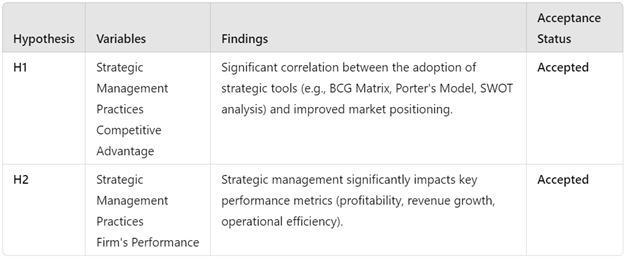 Hypothesis Variables Findings Acceptance Status
H1
Strategic
Management
Practices
Competitive
Advantage
Significant correlation between the adoption of
strategic tools (e.g., BCG Matrix, Porter's Model, SWOT
analysis) and improved market positioning.
Accepted
H2
Strategic
Management
Practices
Firm's Performance
Strategic management significantly impacts key
performance metrics (profitability, revenue growth,
operational efficiency).
Accepted